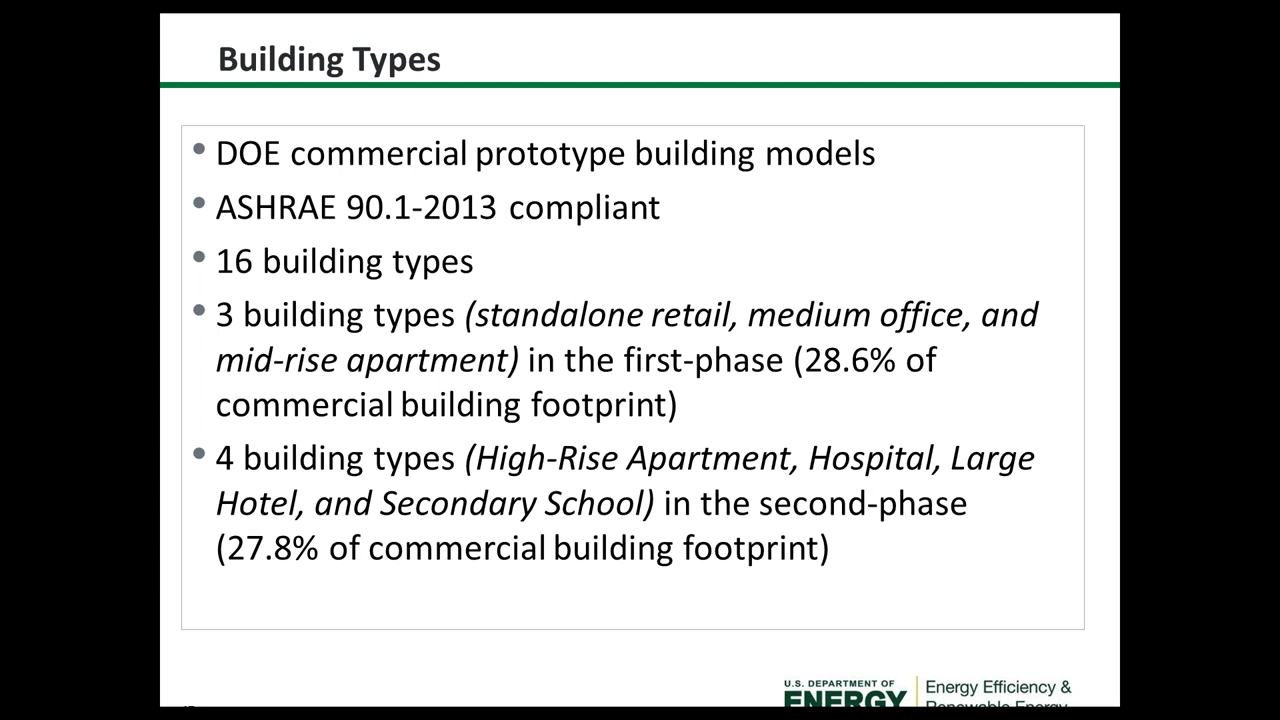 Building Types
• DOE commercial prototype building models
• ASHRAE 90.1-2013 compliant
• 16 building types
• 3 building types (standalone retail, medium office, and
mid-rise apartment) in the first-phase (28.6% of
commercial building footprint)
• 4 building types (High-Rise Apartment, Hospital, Large
Hotel, and Secondary School) in the second-phase
(27.8% of commercial building footprint)
U.S. DEPARTMENT OF
ENERGY
Energy Efficiency &
Renewable Energy